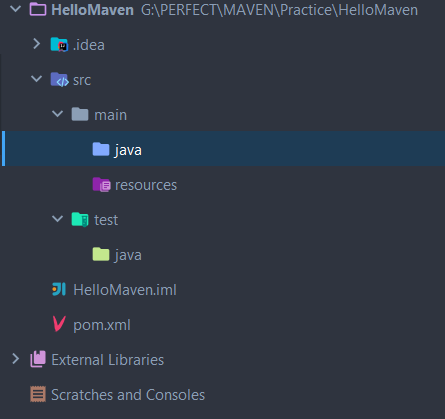 HelloMaven G:\PERFECT\MAVEN\Practice\HelloMaven
.idea
src
main
java
resources
test
java
HelloMaven.iml
pom.xml
External Libraries
Scratches and Consoles